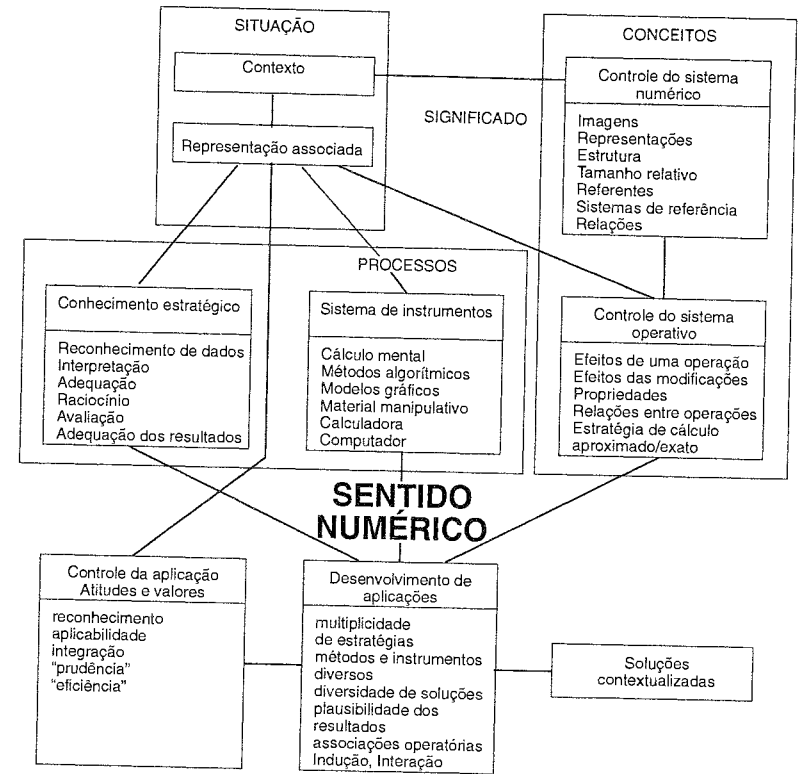 SITUAÇÃO
Contexto
Representação associada
SIGNIFICADO
CONCEITOS
Controle do sistema
numérico
Imagens
Representações
Estrutura
Tamanho relativo
Referentes
Sistemas de referência
Relações
PROCESSOS
Conhecimento estratégico
Reconhecimento de dados
Interpretação
Adequação
Raciocínio
Avaliação
Adequação dos resultados
Sistema de instrumentos
Cálculo mental
Métodos algorítmicos
Modelos gráficos
Material manipulativo
Calculadora
Computador
Controle do sistema
operativo
Efeitos de uma operação
Efeitos das modificações
Propriedades
Relações entre operações
Estratégia de cálculo
aproximado/exato
SENTIDO
NUMÉRICO
Controle da aplicação
Atitudes e valores
reconhecimento
aplicabilidade
integração
"prudência"
"eficiência"
Desenvolvimento de
aplicações
multiplicidade
de estratégias
métodos e instrumentos
diversos
diversidade de soluções
plausibilidade dos
resultados
associações operatórias
Indução, Interação
Soluções
contextualizadas